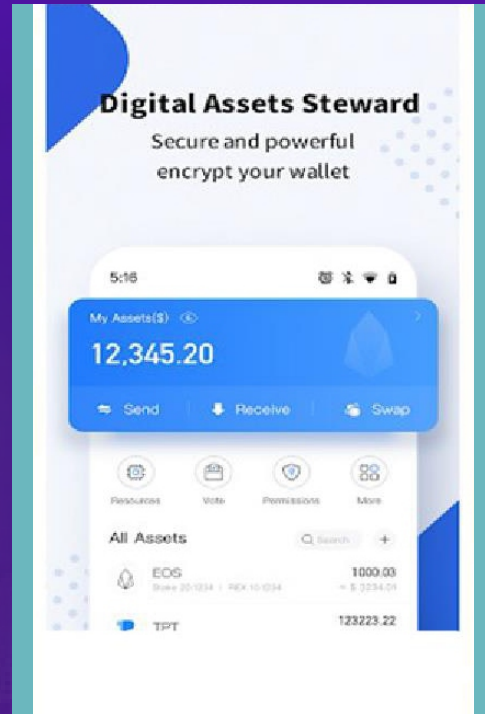 Digital Assets Steward
Secure and powerful
encrypt your wallet
5:16
My Assets($)
12,345.20
Send
Receive
Swap
Resources
Vote
Permissions
More
All Assets
Search
+
EOS
1000.03
TPT
123223.22